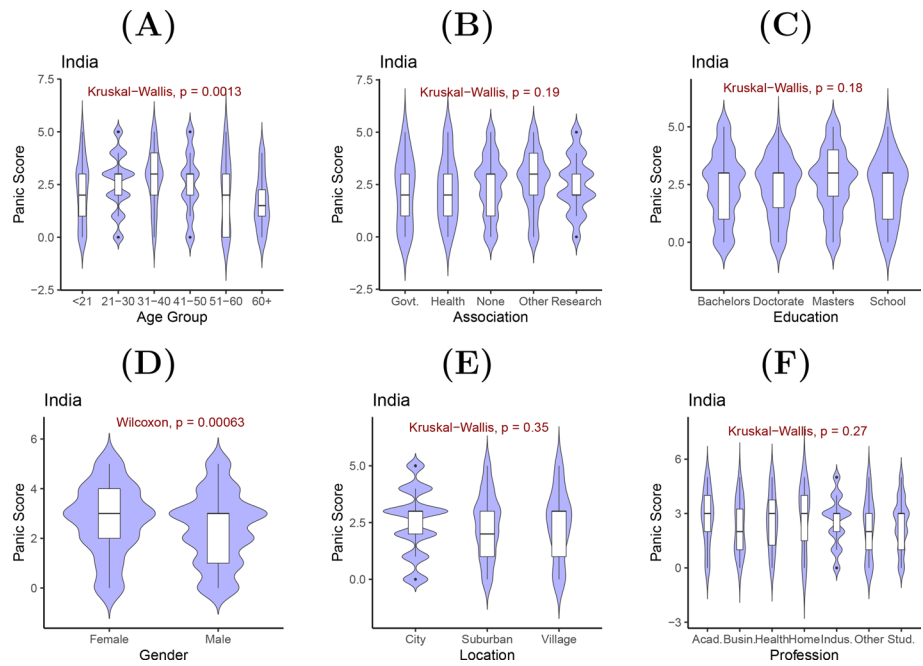 (A)
India
Kruskal−Wallis, p = 0.0013
7.5
5.0
2.5
0.0
−2.5
Panic Score
<21 21−30 31−40 41−50 51−60 60+
Age Group
(B)
India
Kruskal−Wallis, p = 0.19
7.5
5.0
2.5
0.0
−2.5
Panic Score
Govt. Health None Other Research
Association
(C)
India
Kruskal−Wallis, p = 0.18
5.0
2.5
0.0
Panic Score
Bachelors Doctorate Masters School
Education
(D)
India
Wilcoxon, p = 0.00063
6
4
2
0
Panic Score
Female Male
Gender
(E)
India
Kruskal−Wallis, p = 0.35
5.0
2.5
0.0
Panic Score
City Suburban Village
Location
(F)
India
Kruskal−Wallis, p = 0.27
6
3
0
−3
Panic Score
Acad. Busin. Health Home Indus. Other Stud.
Profession